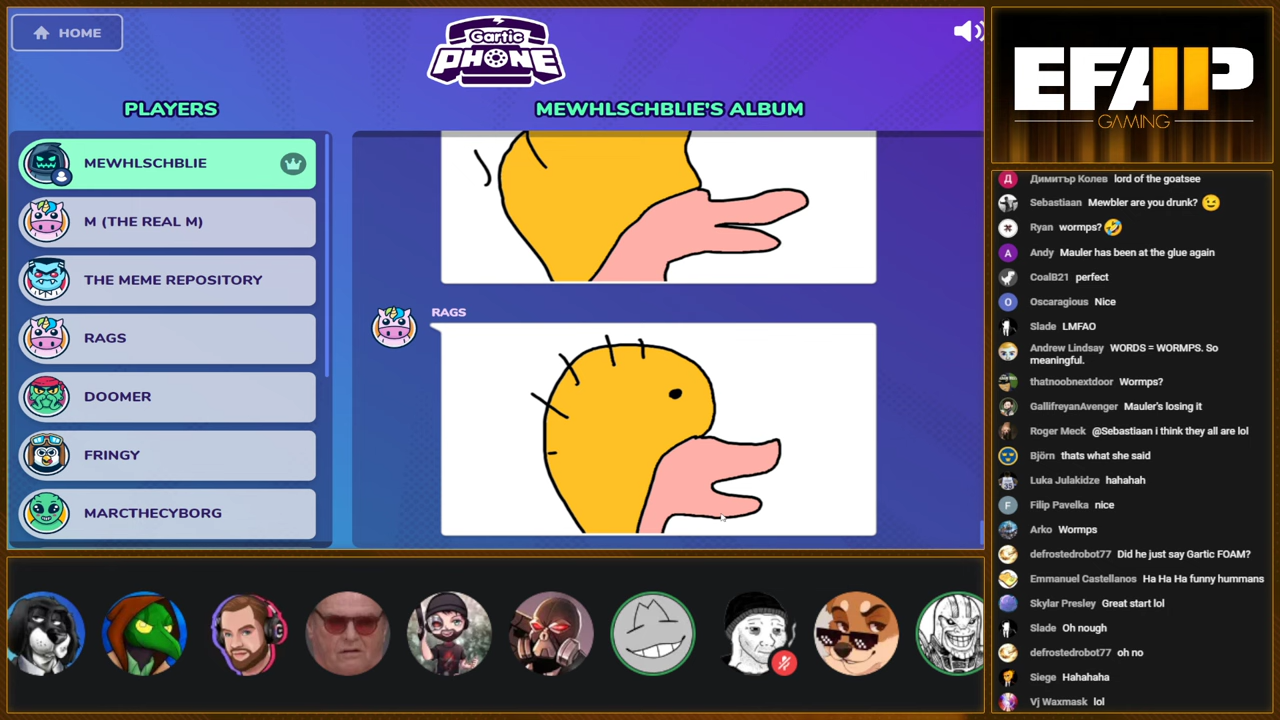 HOME
Gartic
PHONE
PLAYERS
MEWHLSCHBLIE
M (THE REAL M)
THE MEME REPOSITORY
RAGS
DOOMER
FRINGY
MARCTHECYBORG
MEWHLSCHBLIE'S ALBUM
RAGS
EFAP
GAMING
Димитър Колев lord of the goatsee
Sebastiaan Mewbler are you drunk? 😉
Ryan wormps? 🤣
Andy Mauler has been at the glue again
CoalB21 perfect
Oscaragious Nice
Slade LMFAO
Andrew Lindsay WORDS = WORMPS. So
meaningful.
thatnoobnextdoor Wormps?
GallifreyanAvenger Mauler's losing it
Roger Meck @Sebastiaan i think they all are lol
Björn thats what she said
Luka Julakidze hahahah
Filip Pavelka nice
Arko Wormps
defrostedrobot77 Did he just say Gartic FOAM?
Emmanuel Castellanos Ha Ha Ha funny hummans
Skylar Presley Great start lol
Slade Oh nough
defrostedrobot77 oh no
Siege Hahahaha
Vj Waxmask lol